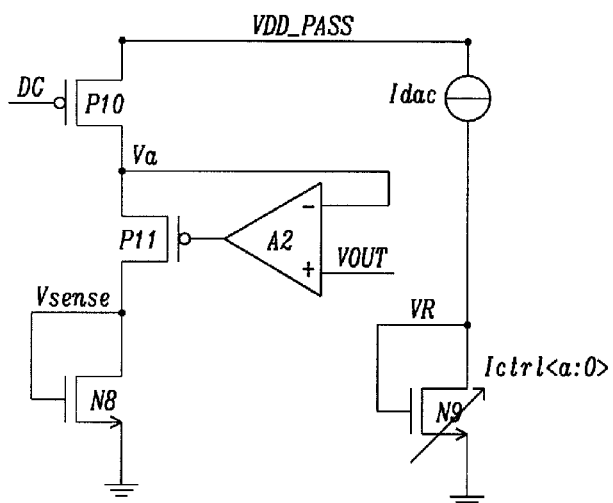 VDD_PASS
DC
P10
Idac
Va
P11
-
A2
+
VOUT
Vsense
VR
Ictrl<a:0>
N8
N9